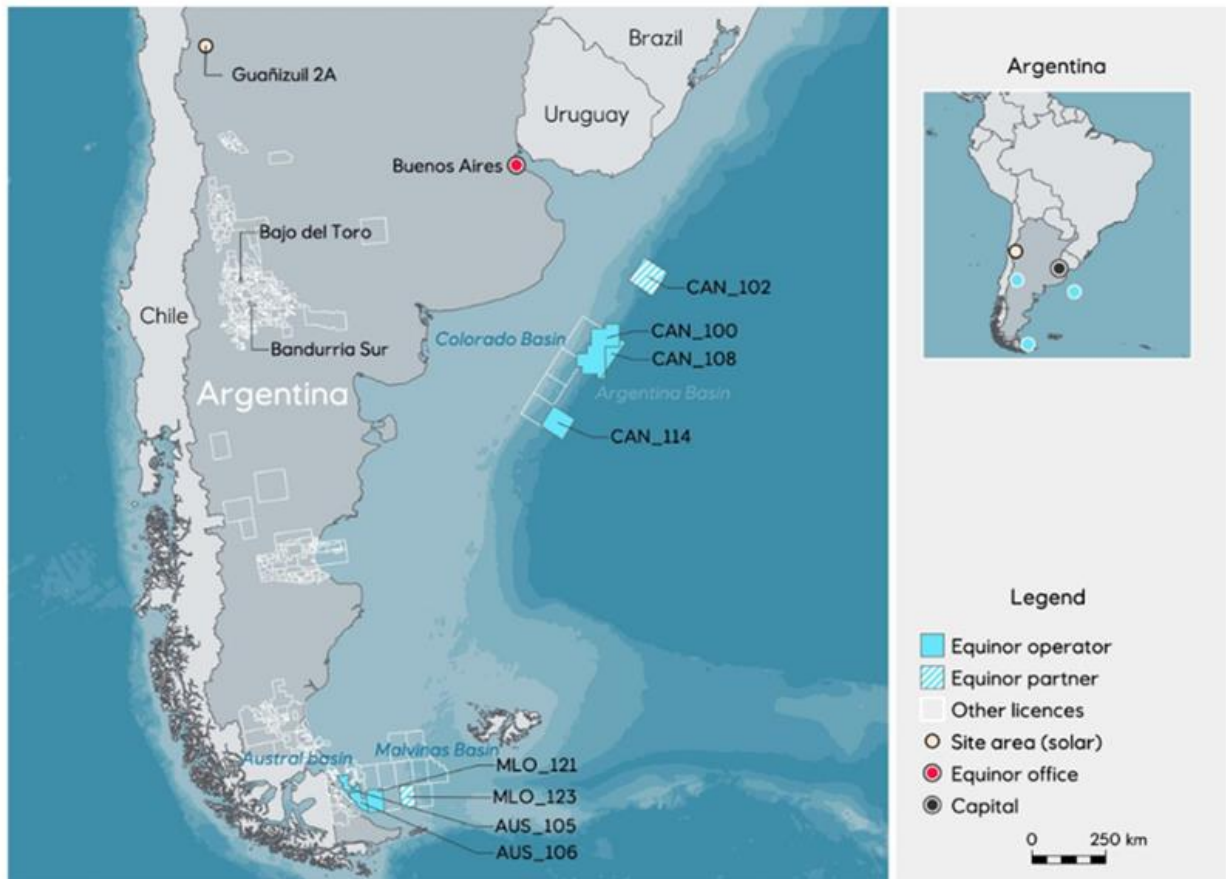 Brazil
Argentina
Guañizuil 2A
Uruguay
Buenos Aires
Bajo del Toro
CAN_102
Chile
Colorado Basin
CAN_100
Bandurria Sur
CAN_108
Argentina
Argentina Basin
CAN_114
Legend
Equinor operator
Equinor partner
Other licences
Site area (solar)
Equinor office
Capital
0 250 km
Austral basin
Malvinas Basin
MLO_121
MLO_123
AUS_105
AUS_106